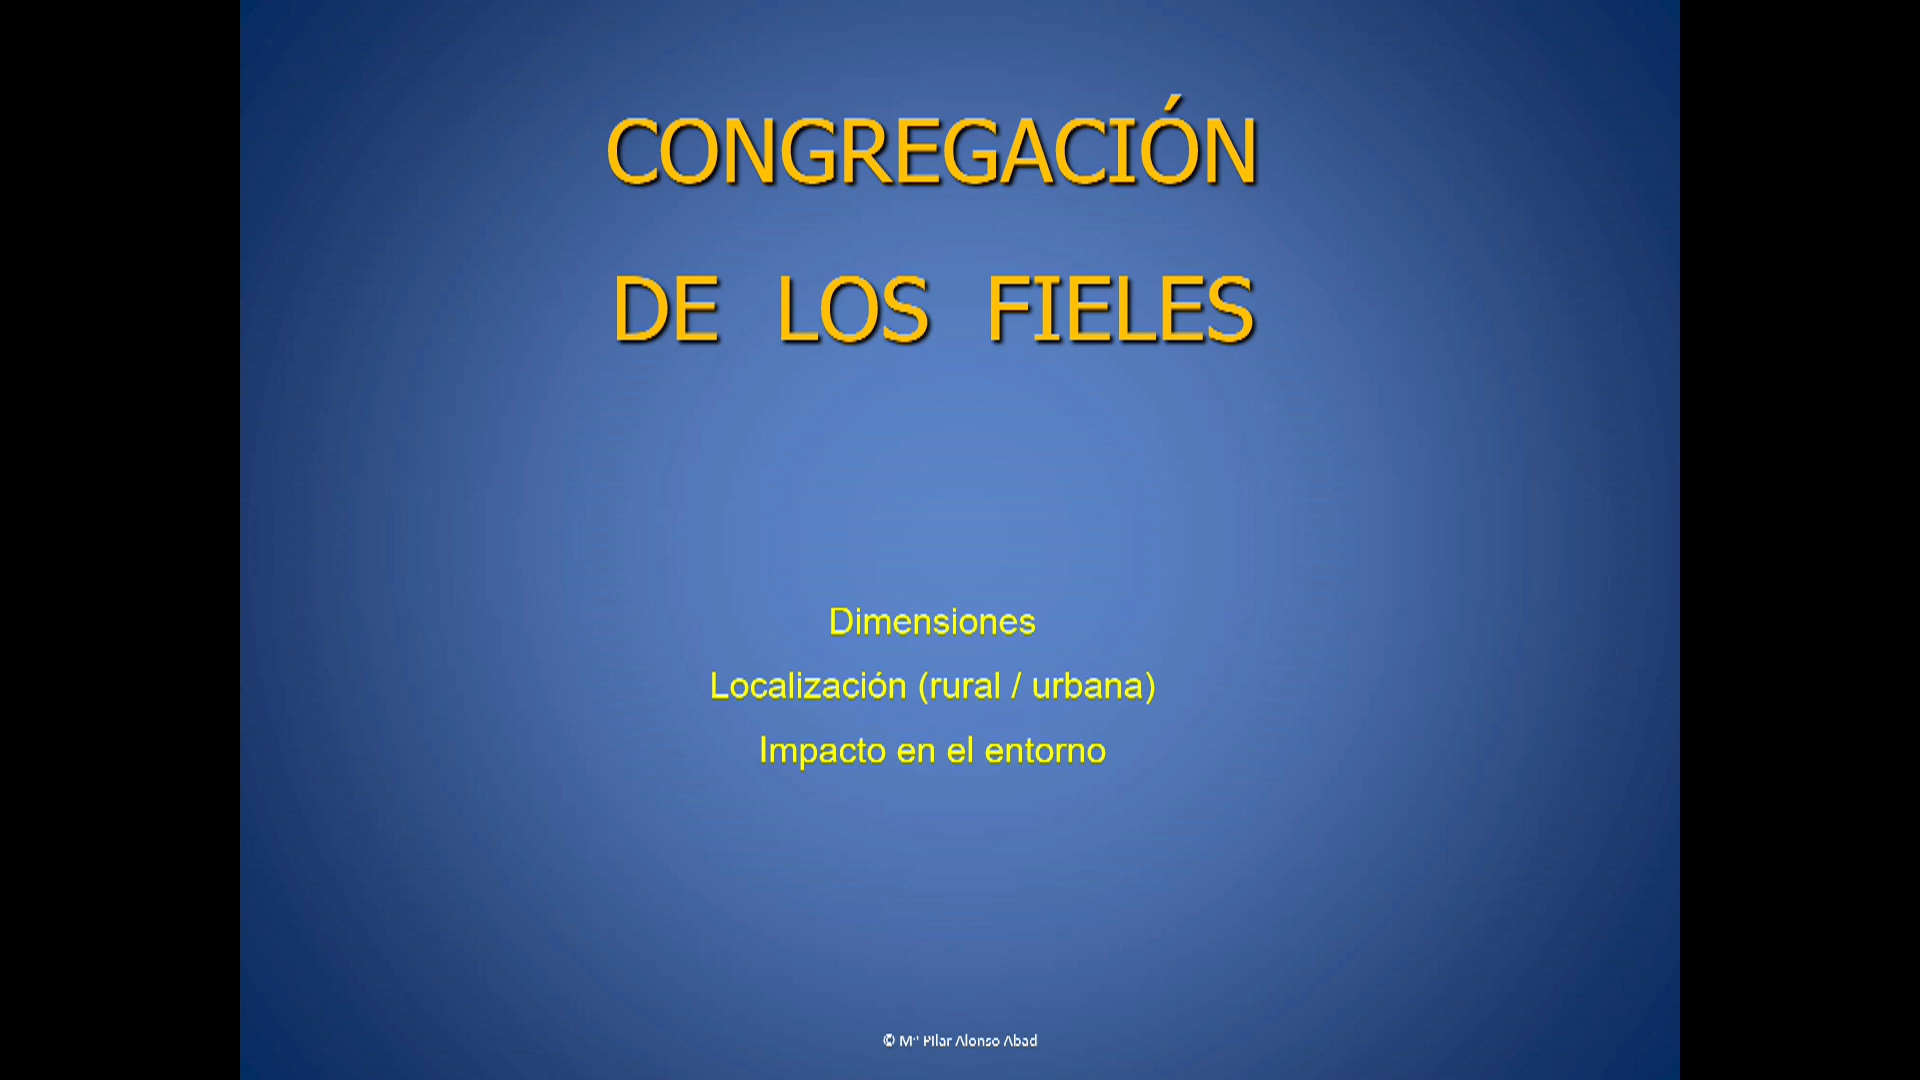 CONGREGACIÓN
DE LOS FIELES
Dimensiones
Localización (rural / urbana)
Impacto en el entorno
© Mª Pilar Alonso Abad